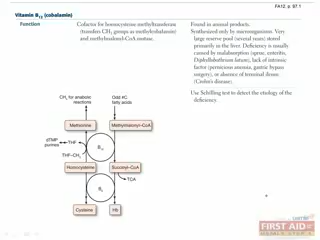 FA12, p. 97.1
Vitamin B12 (cobalamin)
Function
Cofactor for homocysteine methyltransferase
(transfers CH3 groups as methylcobalamin)
and methylmalonyl-CoA mutase.
Found in animal products.
Synthesized only by microorganisms. Very
large reserve pool (several years) stored
primarily in the liver. Deficiency is usually
caused by malabsorption (sprue, enteritis,
Diphyllobothrium latum), lack of intrinsic
factor (pernicious anemia, gastric bypass
surgery), or absence of terminal ileum
(Crohn's disease).
Use Schilling test to detect the etiology of the
deficiency.
CH3 for anabolic
reactions
Odd #C
fatty acids
Methionine
Methylmalonyl–CoA
dTMP
purines
THF
B12
THF–CH3
Homocysteine
Succinyl–CoA
TCA
B6
Cysteine
Hb
FIRST AID